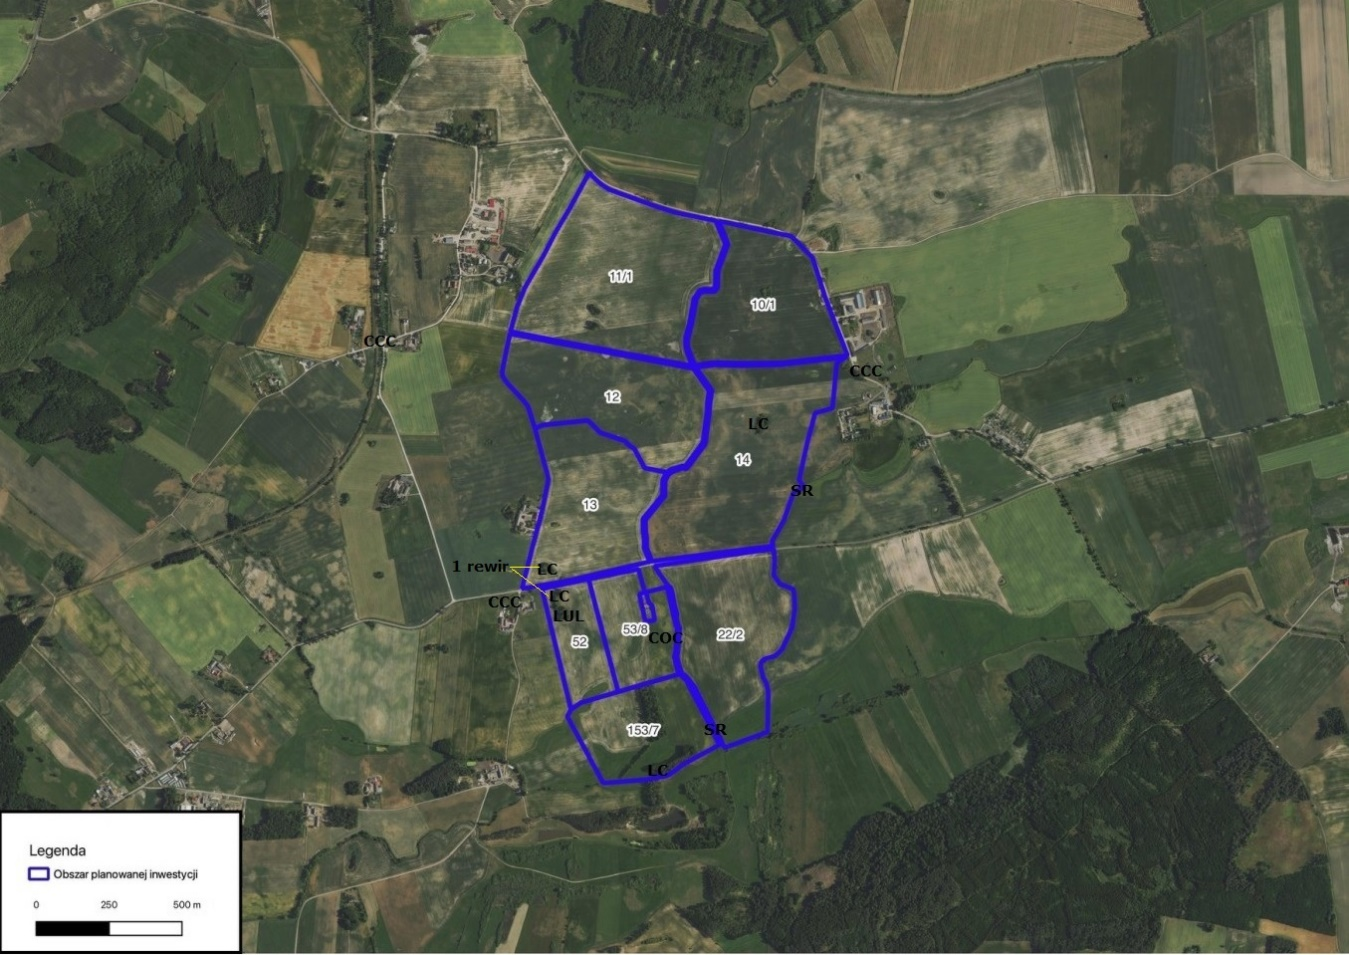 11/1
10/1
CCC
CCC
12
LC
14
SR
13
1 rewir
LC
CCC
LC
LUL
52
53/8
COC
22/2
153/7
SR
LC
Legenda
Obszar planowanej inwestycji
0 250 500 m